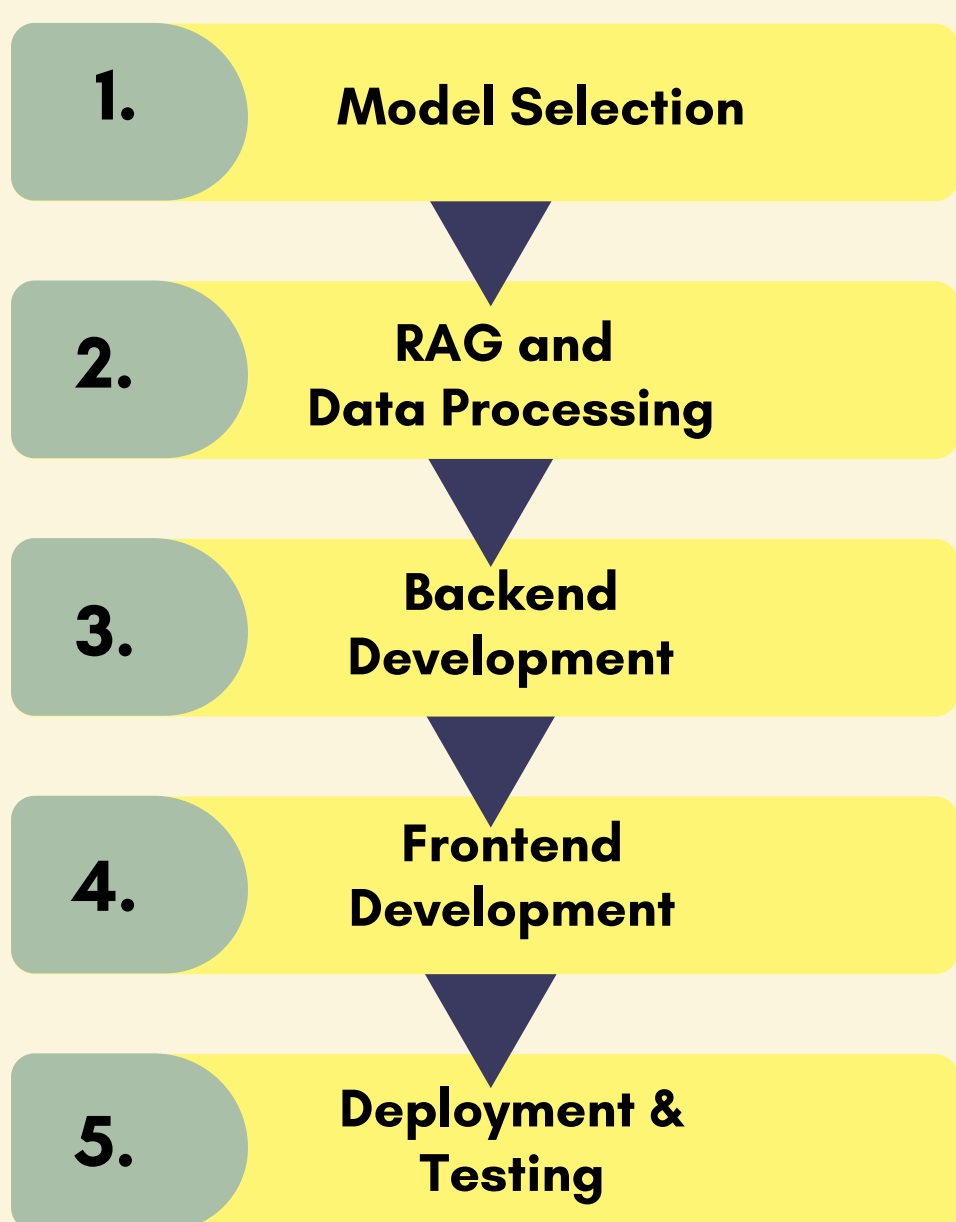 1.
Model Selection
2.
RAG and
Data Processing
3.
Backend
Development
4.
Frontend
Development
5.
Deployment &
Testing